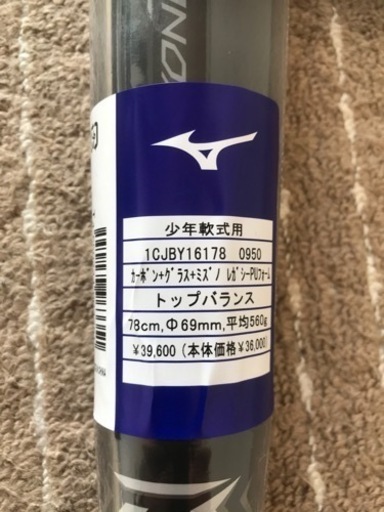 少年軟式用
1CJBY16178 0950
カーボン+グラス+ミズノ レガシーPUフォーム
トップバランス
78cm,Φ69mm,平均560g
¥39,600(本体価格¥36,000)